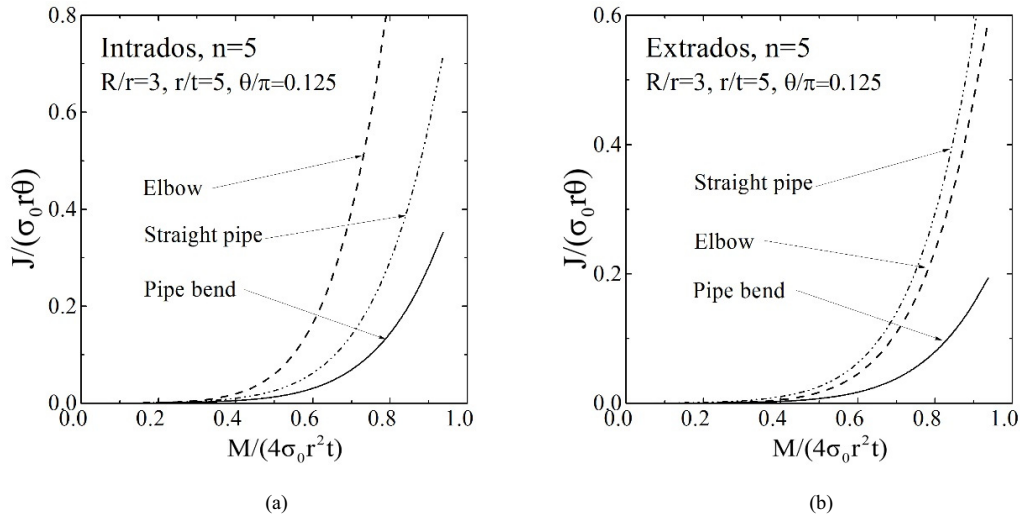 Intrados, n=5
R/r=3, r/t=5, θ/π=0.125
Elbow
Straight pipe
Pipe bend
J/(σ₀rθ)
0.8
0.6
0.4
0.2
0.0
0.0 0.2 0.4 0.6 0.8 1.0
M/(4σ₀r²t)
(a)
Extrados, n=5
R/r=3, r/t=5, θ/π=0.125
Straight pipe
Elbow
Pipe bend
J/(σ₀rθ)
0.6
0.4
0.2
0.0
0.0 0.2 0.4 0.6 0.8 1.0
M/(4σ₀r²t)
(b)